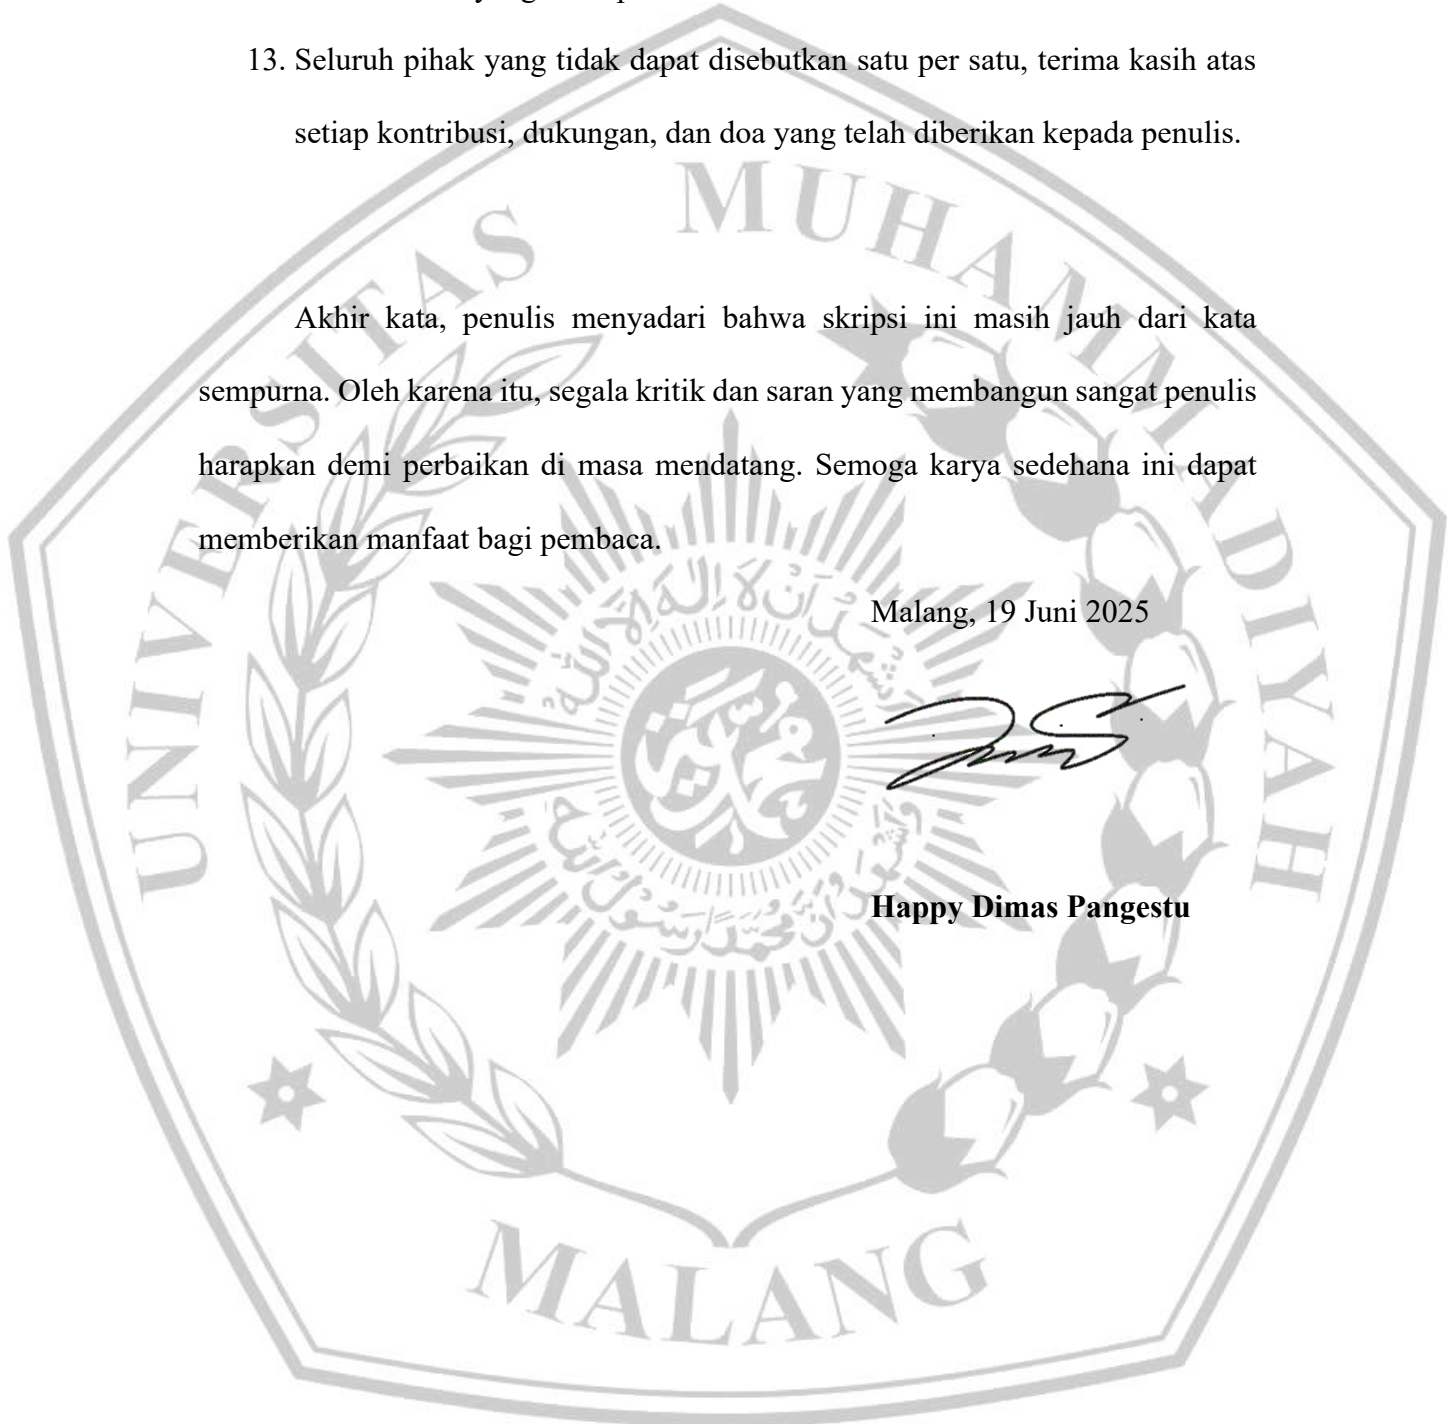 13. Seluruh pihak yang tidak dapat disebutkan satu per satu, terima kasih atas
setiap kontribusi, dukungan, dan doa yang telah diberikan kepada penulis.
Akhir kata, penulis menyadari bahwa skripsi ini masih jauh dari kata
sempurna. Oleh karena itu, segala kritik dan saran yang membangun sangat penulis
harapkan demi perbaikan di masa mendatang. Semoga karya sedehana ini dapat
memberikan manfaat bagi pembaca.
Malang, 19 Juni 2025
Happy Dimas Pangestu
UNIVERSITAS MUHAMMADIYAH
MALANG